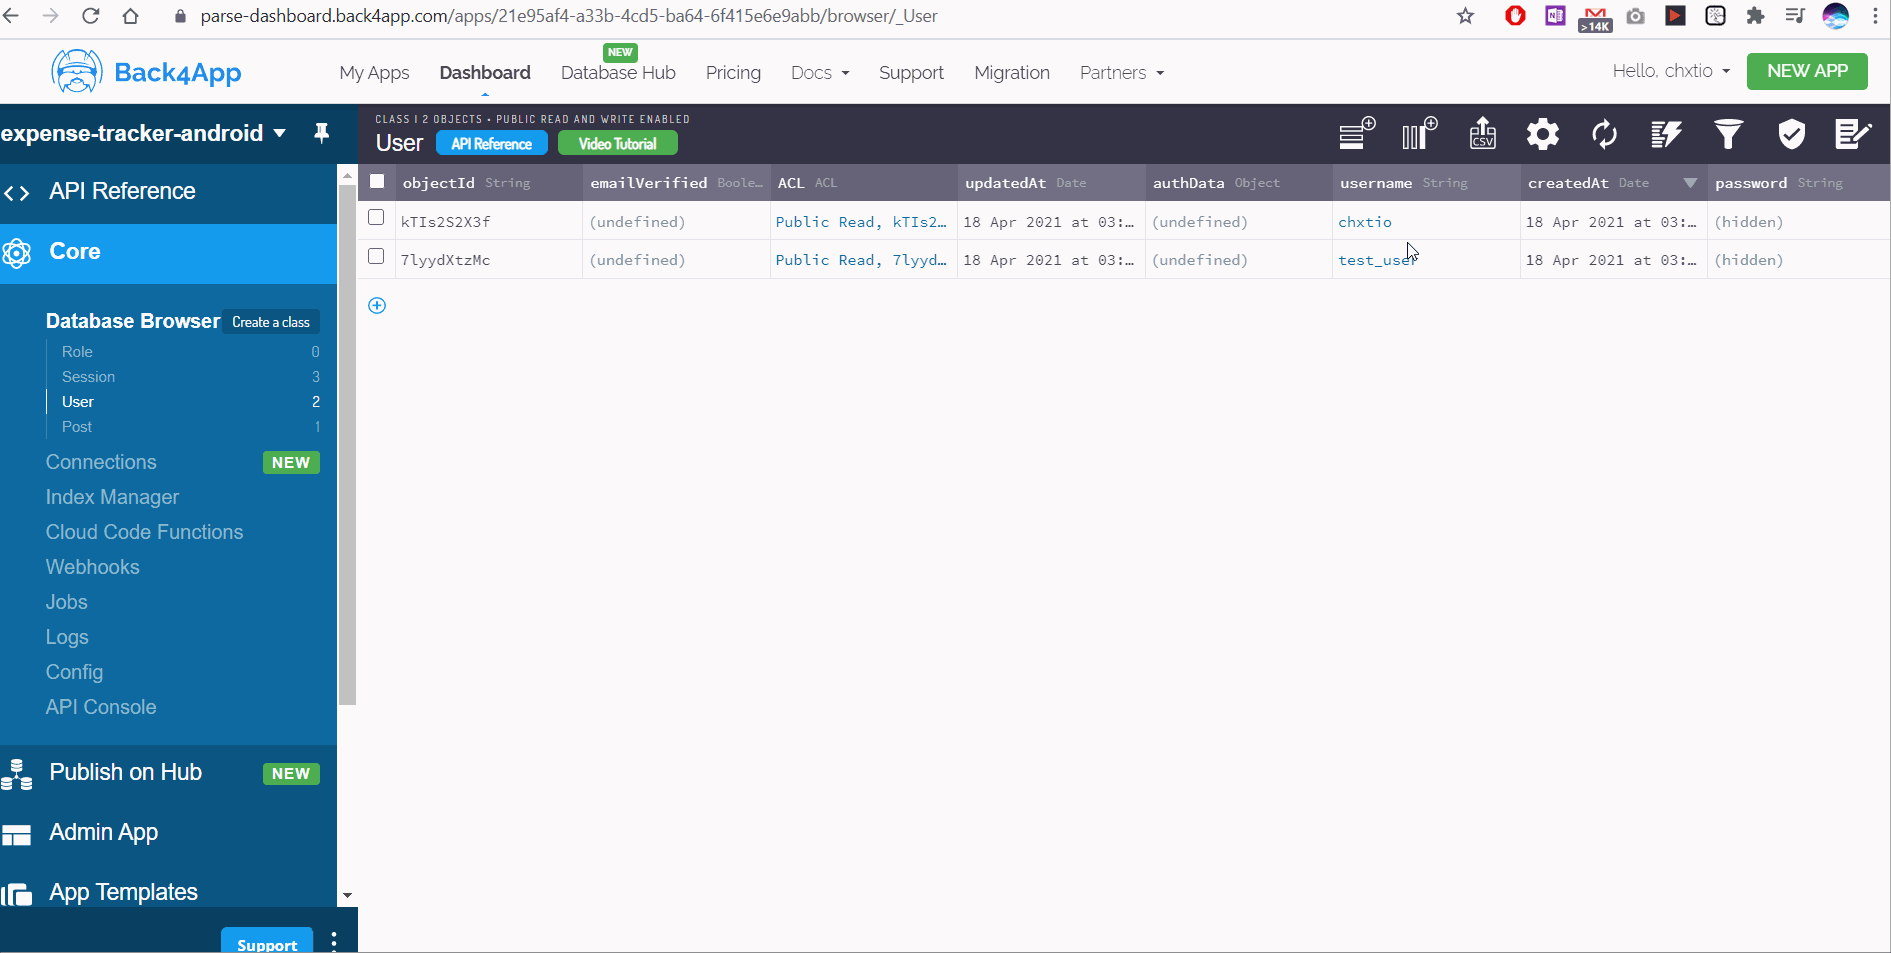 parse-dashboard.back4app.com/apps/21e95af4-a33b-4cd5-ba64-6f415e6e9abb/browser/_User
>14K
Back4App
My Apps
Dashboard
NEW
Database Hub
Pricing
Docs
Support
Migration
Partners
Hello, chxtio
NEW APP
expense-tracker-android
API Reference
Core
Database Browser
Create a class
Role 0
Session 3
User 2
Post 1
Connections NEW
Index Manager
Cloud Code Functions
Webhooks
Jobs
Logs
Config
API Console
Publish on Hub NEW
Admin App
App Templates
Support
CLASS | 2 OBJECTS • PUBLIC READ AND WRITE ENABLED
User API Reference Video Tutorial
CSV
objectId String emailVerified Boole… ACL ACL updatedAt Date authData Object username String createdAt Date password String
kTIs2S2X3f (undefined) Public Read, kTIs2… 18 Apr 2021 at 03:… (undefined) chxtio 18 Apr 2021 at 03:… (hidden)
7lyydXtzMc (undefined) Public Read, 7lyyd… 18 Apr 2021 at 03:… (undefined) test_user 18 Apr 2021 at 03:… (hidden)